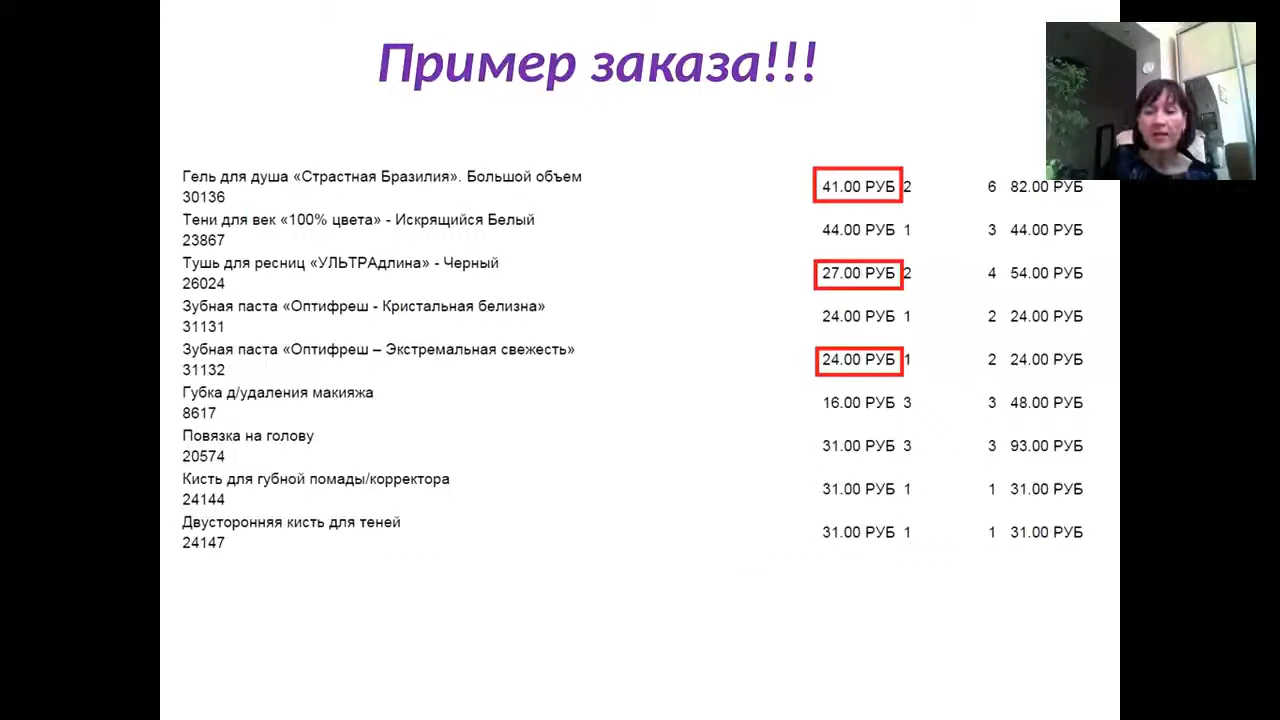 Пример заказа!!!
Гель для душа «Страстная Бразилия». Большой объем
30136
41.00 РУБ 2 6 82.00 РУБ
Тени для век «100% цвета» - Искрящийся Белый
23867
44.00 РУБ 1 3 44.00 РУБ
Тушь для ресниц «УЛЬТРАдлина» - Черный
26024
27.00 РУБ 2 4 54.00 РУБ
Зубная паста «Оптифреш - Кристальная белизна»
31131
24.00 РУБ 1 2 24.00 РУБ
Зубная паста «Оптифреш – Экстремальная свежесть»
31132
24.00 РУБ 1 2 24.00 РУБ
Губка д/удаления макияжа
8617
16.00 РУБ 3 3 48.00 РУБ
Повязка на голову
20574
31.00 РУБ 3 3 93.00 РУБ
Кисть для губной помады/корректора
24144
31.00 РУБ 1 1 31.00 РУБ
Двусторонняя кисть для теней
24147
31.00 РУБ 1 1 31.00 РУБ